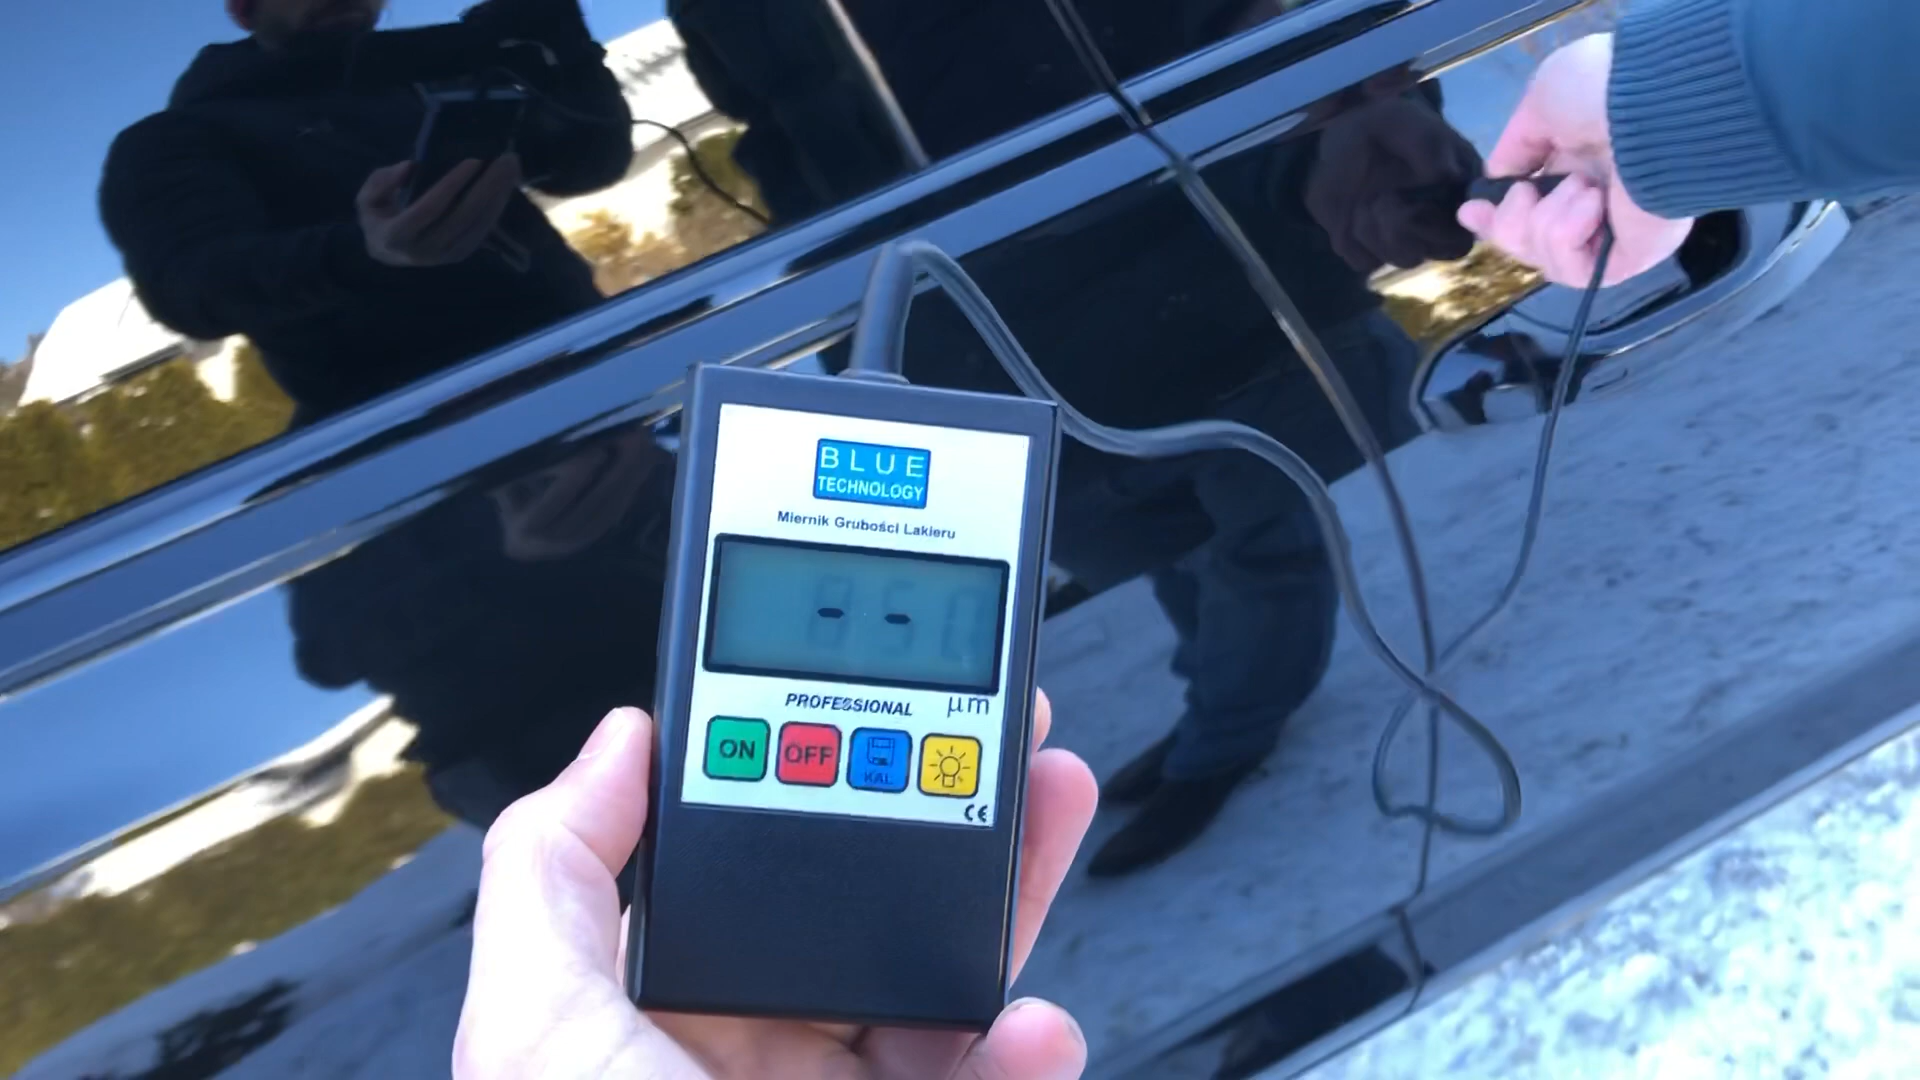 BLUE
TECHNOLOGY
Miernik Grubości Lakieru
- -
PROFESSIONAL µm
ON OFF KAL
CE